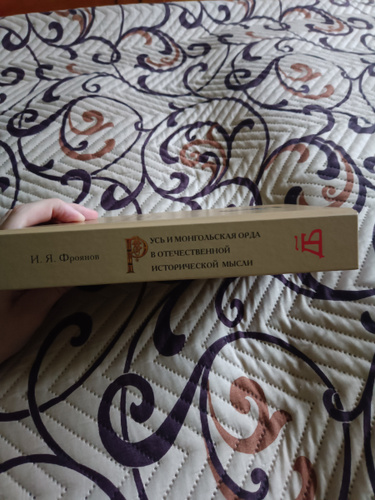 И. Я. Фроянов
РУСЬ И МОНГОЛЬСКАЯ ОРДА
В ОТЕЧЕСТВЕННОЙ
ИСТОРИЧЕСКОЙ МЫСЛИ